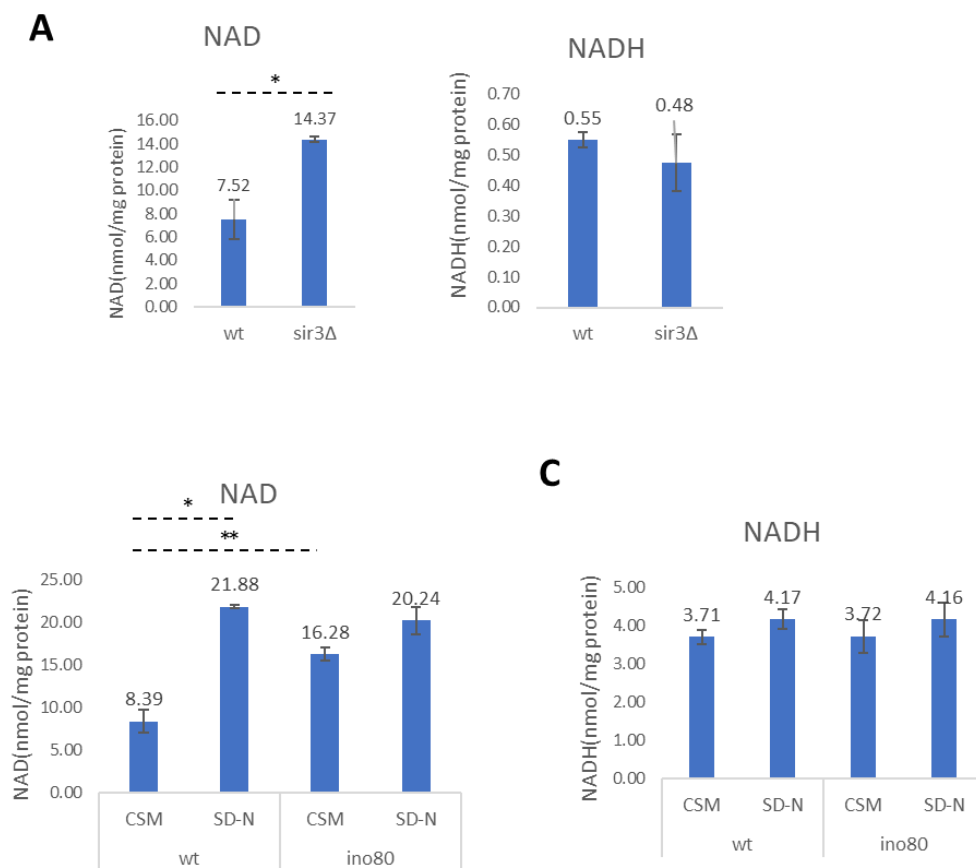 A
NAD
*
NAD(nmol/mg protein)
16.00
14.00
12.00
10.00
8.00
6.00
4.00
2.00
0.00
7.52
14.37
wt
sir3Δ
NADH
NADH(nmol/mg protein)
0.70
0.60
0.50
0.40
0.30
0.20
0.10
0.00
0.55
0.48
wt
sir3Δ
NAD
*
**
NAD(nmol/mg protein)
25.00
20.00
15.00
10.00
5.00
0.00
8.39
21.88
16.28
20.24
CSM SD-N CSM SD-N
wt ino80
C
NADH
NADH(nmol/mg protein)
5.00
4.00
3.00
2.00
1.00
0.00
3.71
4.17
3.72
4.16
CSM SD-N CSM SD-N
wt ino80